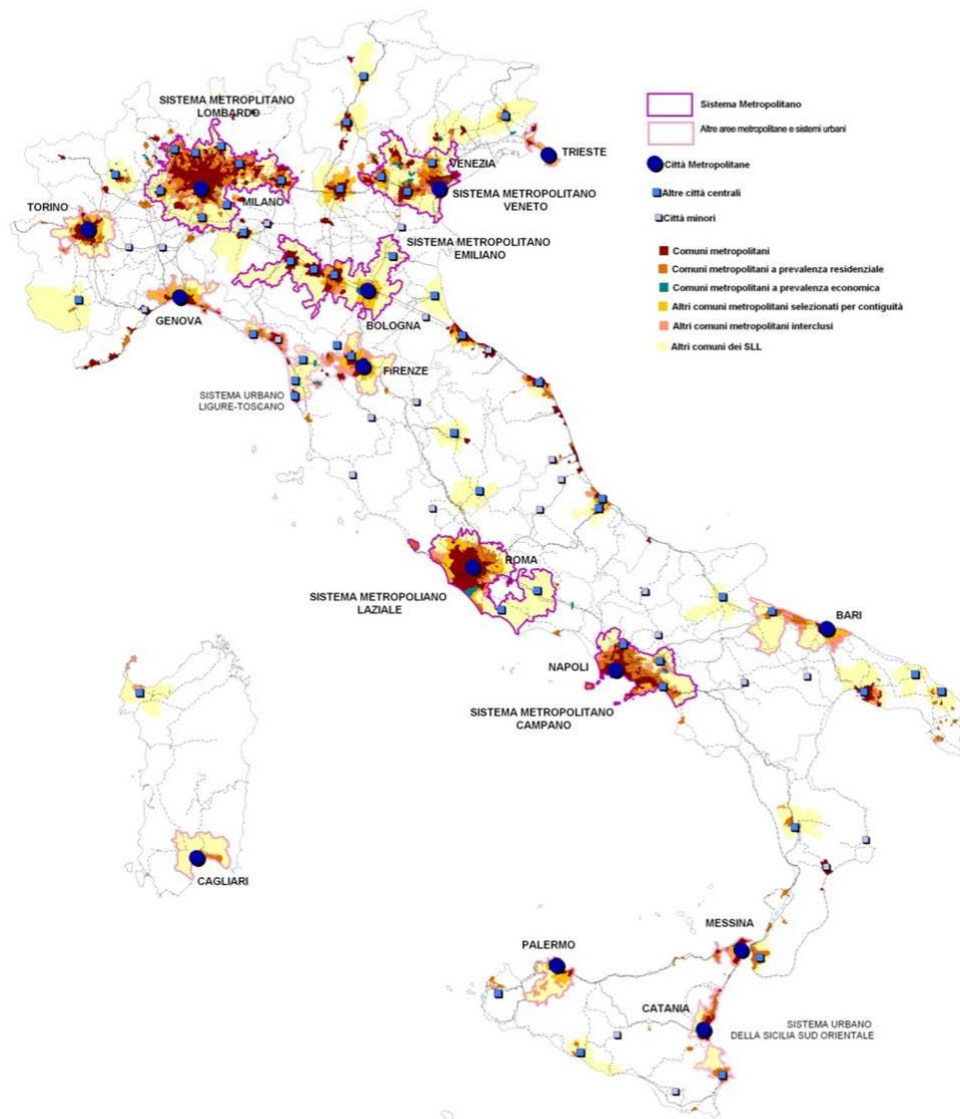 SISTEMA METROPLITANO
LOMBARDO
TRIESTE
VENEZIA
SISTEMA METROPOLITANO
VENETO
MILANO
TORINO
SISTEMA METROPOLITANO
EMILIANO
GENOVA
BOLOGNA
FIRENZE
SISTEMA URBANO
LIGURE-TOSCANO
ROMA
SISTEMA METROPOLIANO
LAZIALE
BARI
NAPOLI
SISTEMA METROPOLITANO
CAMPANO
CAGLIARI
MESSINA
PALERMO
CATANIA
SISTEMA URBANO
DELLA SICILIA SUD ORIENTALE
Sistema Metropolitano
Altre aree metropolitane e sistemi urbani
Città Metropolitane
Altre città centrali
Città minori
Comuni metropolitani
Comuni metropolitani a prevalenza residenziale
Comuni metropolitani a prevalenza economica
Altri comuni metropolitani selezionati per contiguità
Altri comuni metropolitani interclusi
Altri comuni dei SLL